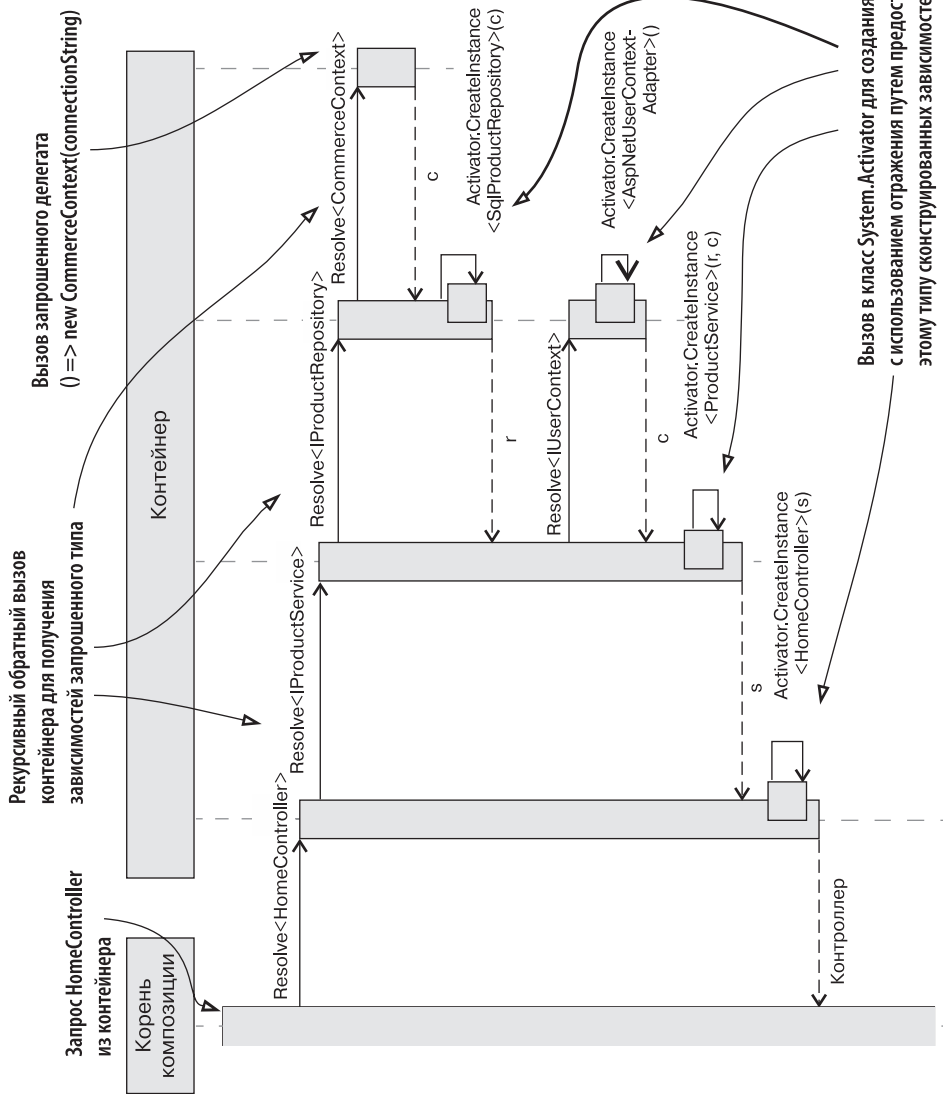 Запрос HomeController
из контейнера
Рекурсивный обратный вызов
контейнера для получения
зависимостей запрошенного типа
Вызов запрошенного делегата
() => new CommerceContext(connectionString)
Корень
композиции
Контейнер
Resolve<HomeController>
Resolve<IProductService>
Resolve<IProductRepository>
Resolve<CommerceContext>
c
Activator.CreateInstance
<SqlProductRepository>(c)
r
Resolve<IUserContext>
Activator.CreateInstance
<AspNetUserContext-
Adapter>()
c
Activator.CreateInstance
<ProductService>(r, c)
s
Activator.CreateInstance
<HomeController>(s)
Контроллер
Вызов в класс System.Activator для создания
с использованием отражения путем
этому типу сконструированных